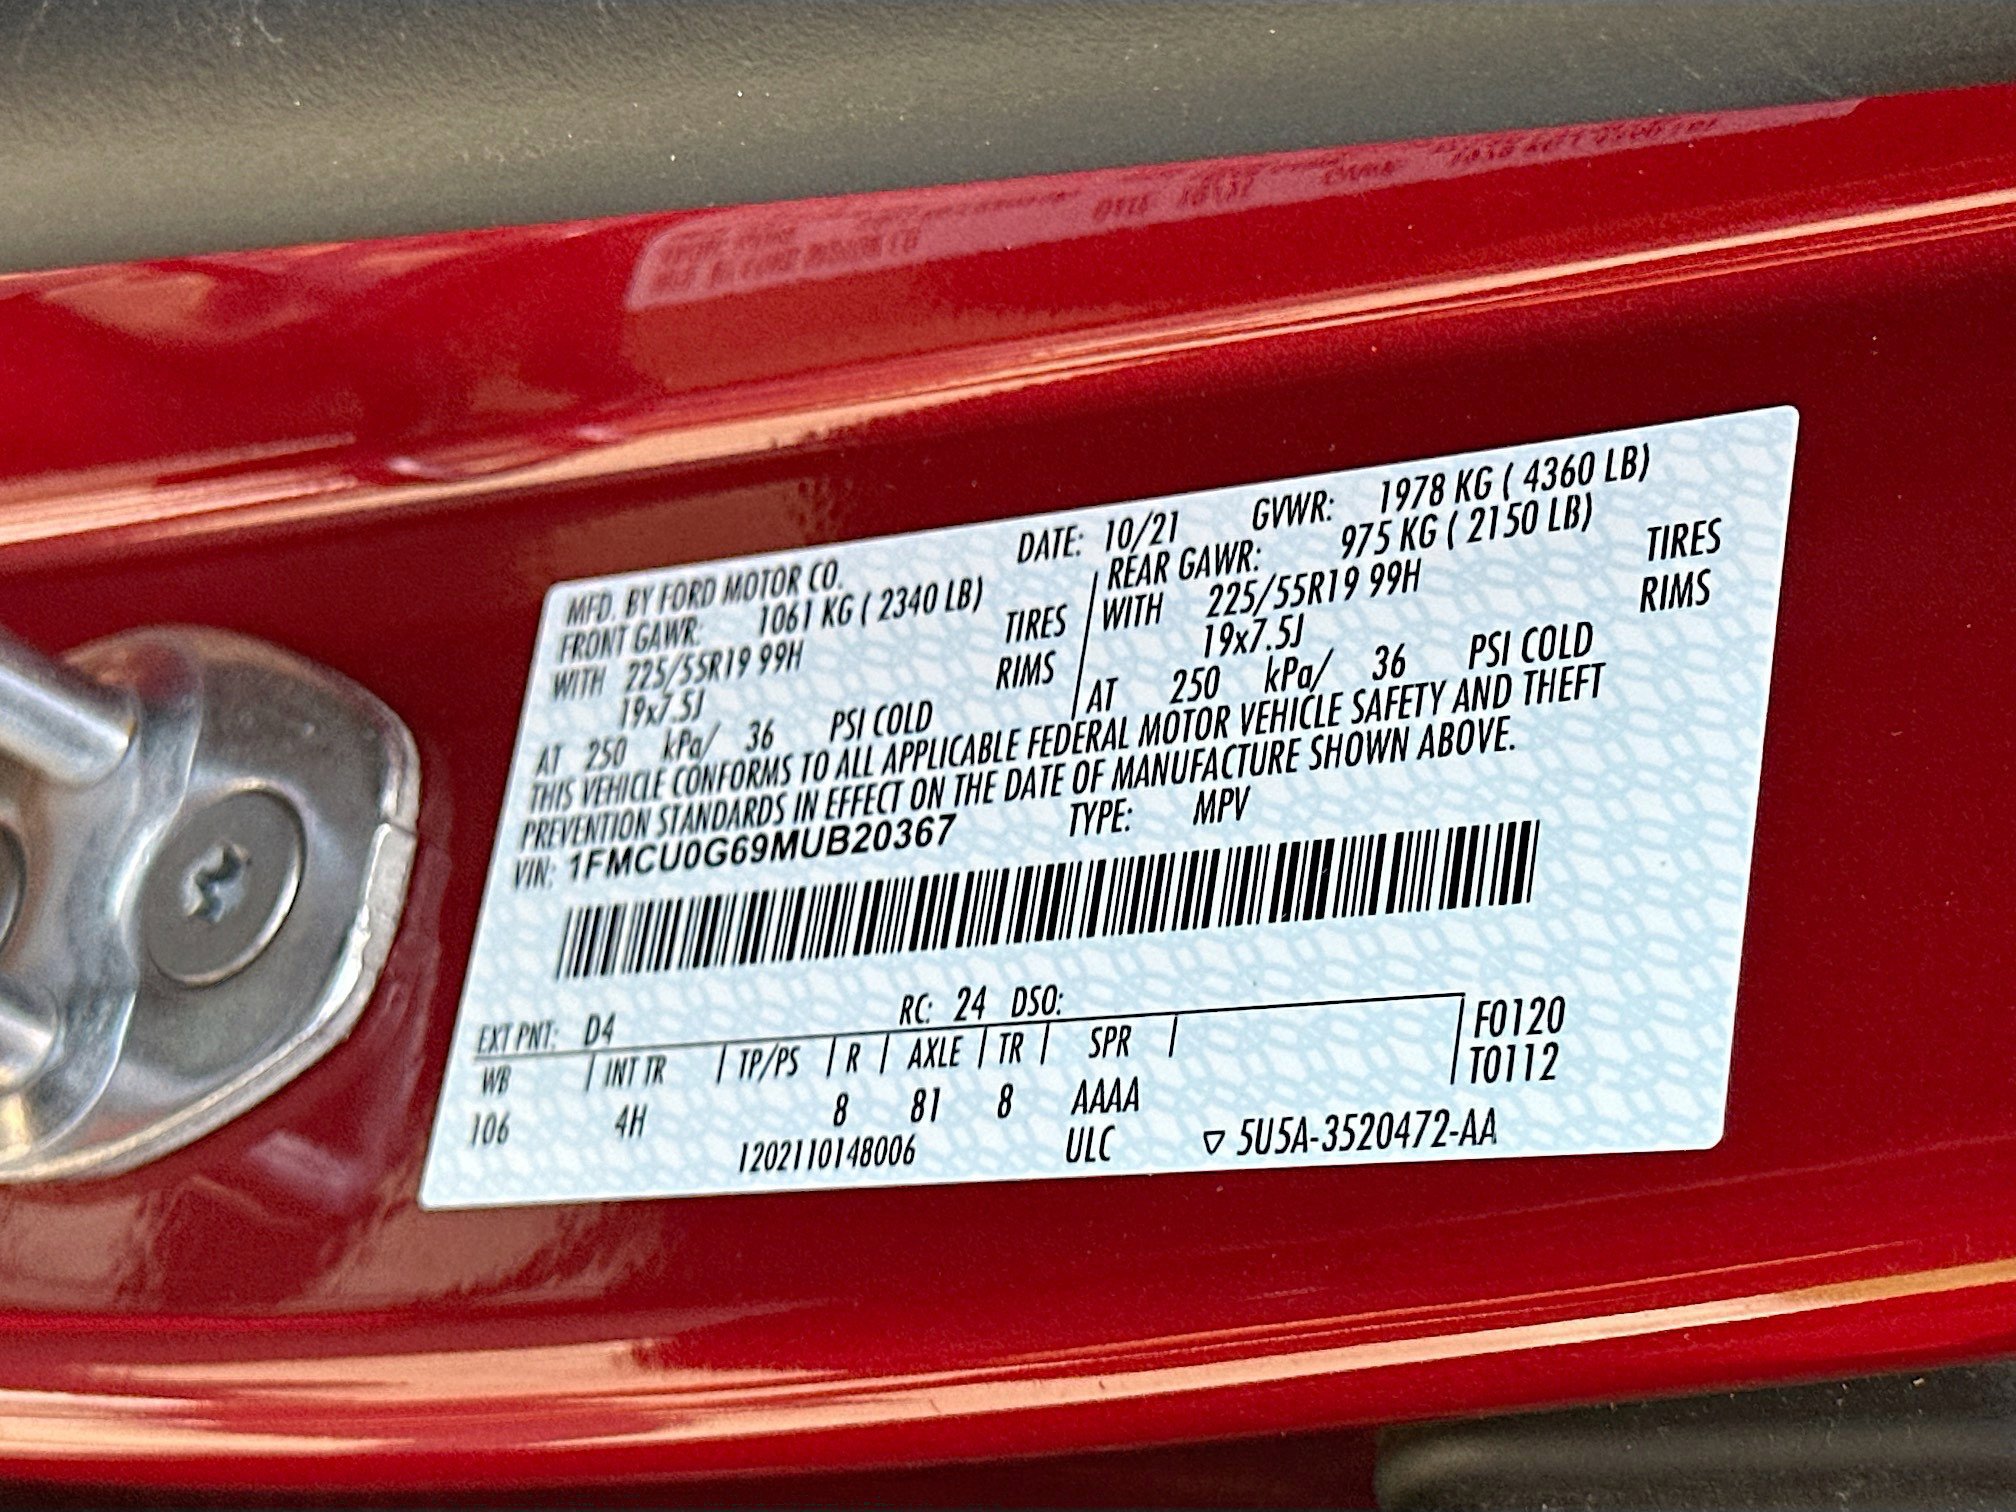 MFD. BY FORD MOTOR CO. DATE: 10/21 GVWR: 1978 KG ( 4360 LB)
FRONT GAWR: 1061 KG ( 2340 LB) REAR GAWR: 975 KG ( 2150 LB)
WITH 225/55R19 99H TIRES WITH 225/55R19 99H TIRES
19x7.5J RIMS 19x7.5J RIMS
AT 250 kPa/ 36 PSI COLD AT 250 kPa/ 36 PSI COLD
THIS VEHICLE CONFORMS TO ALL APPLICABLE FEDERAL MOTOR VEHICLE SAFETY AND THEFT
PREVENTION STANDARDS IN EFFECT ON THE DATE OF MANUFACTURE SHOWN ABOVE.
VIN: 1FMCU0G69MUB20367 TYPE: MPV
EXT PNT: D4 RC: 24 DSO: F0120
WB INT TR TP/PS R AXLE TR SPR T0112
106 4H 8 81 8 AAAA
1202110148006 ULC ▽ 5U5A-3520472-AA